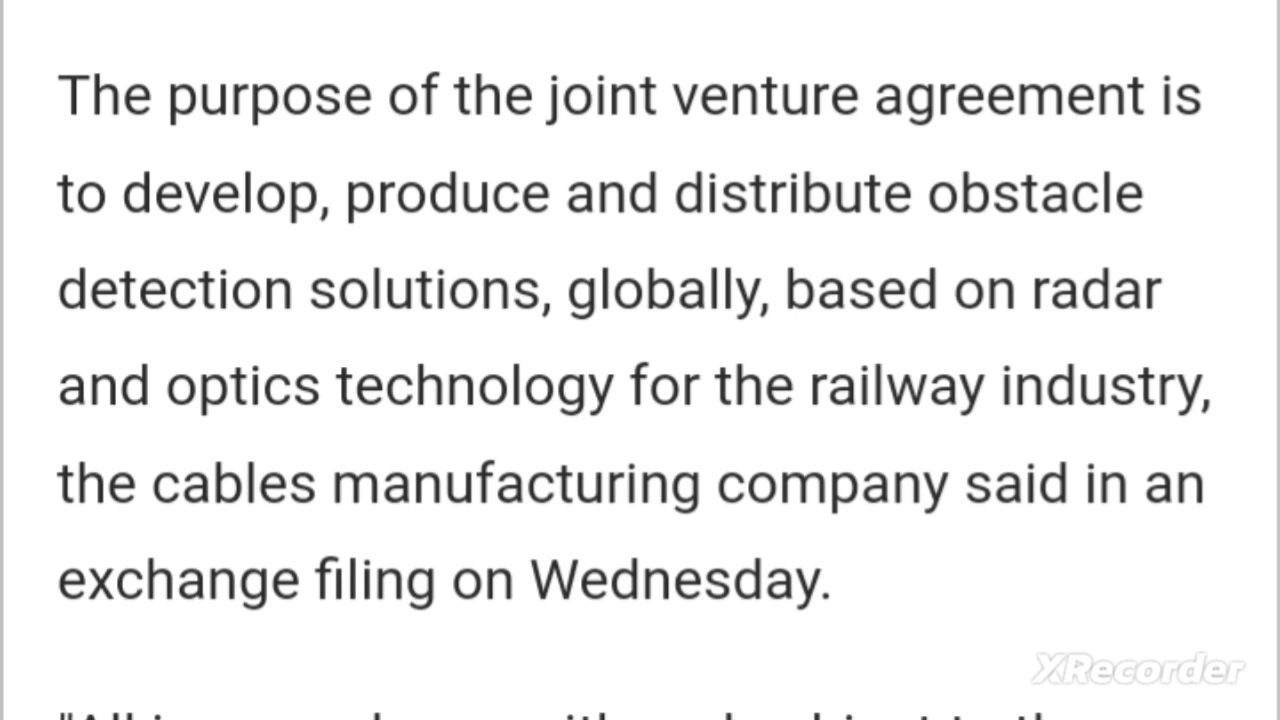 The purpose of the joint venture agreement is
to develop, produce and distribute obstacle
detection solutions, globally, based on radar
and optics technology for the railway industry,
the cables manufacturing company said in an
exchange filing on Wednesday.
XRecorder